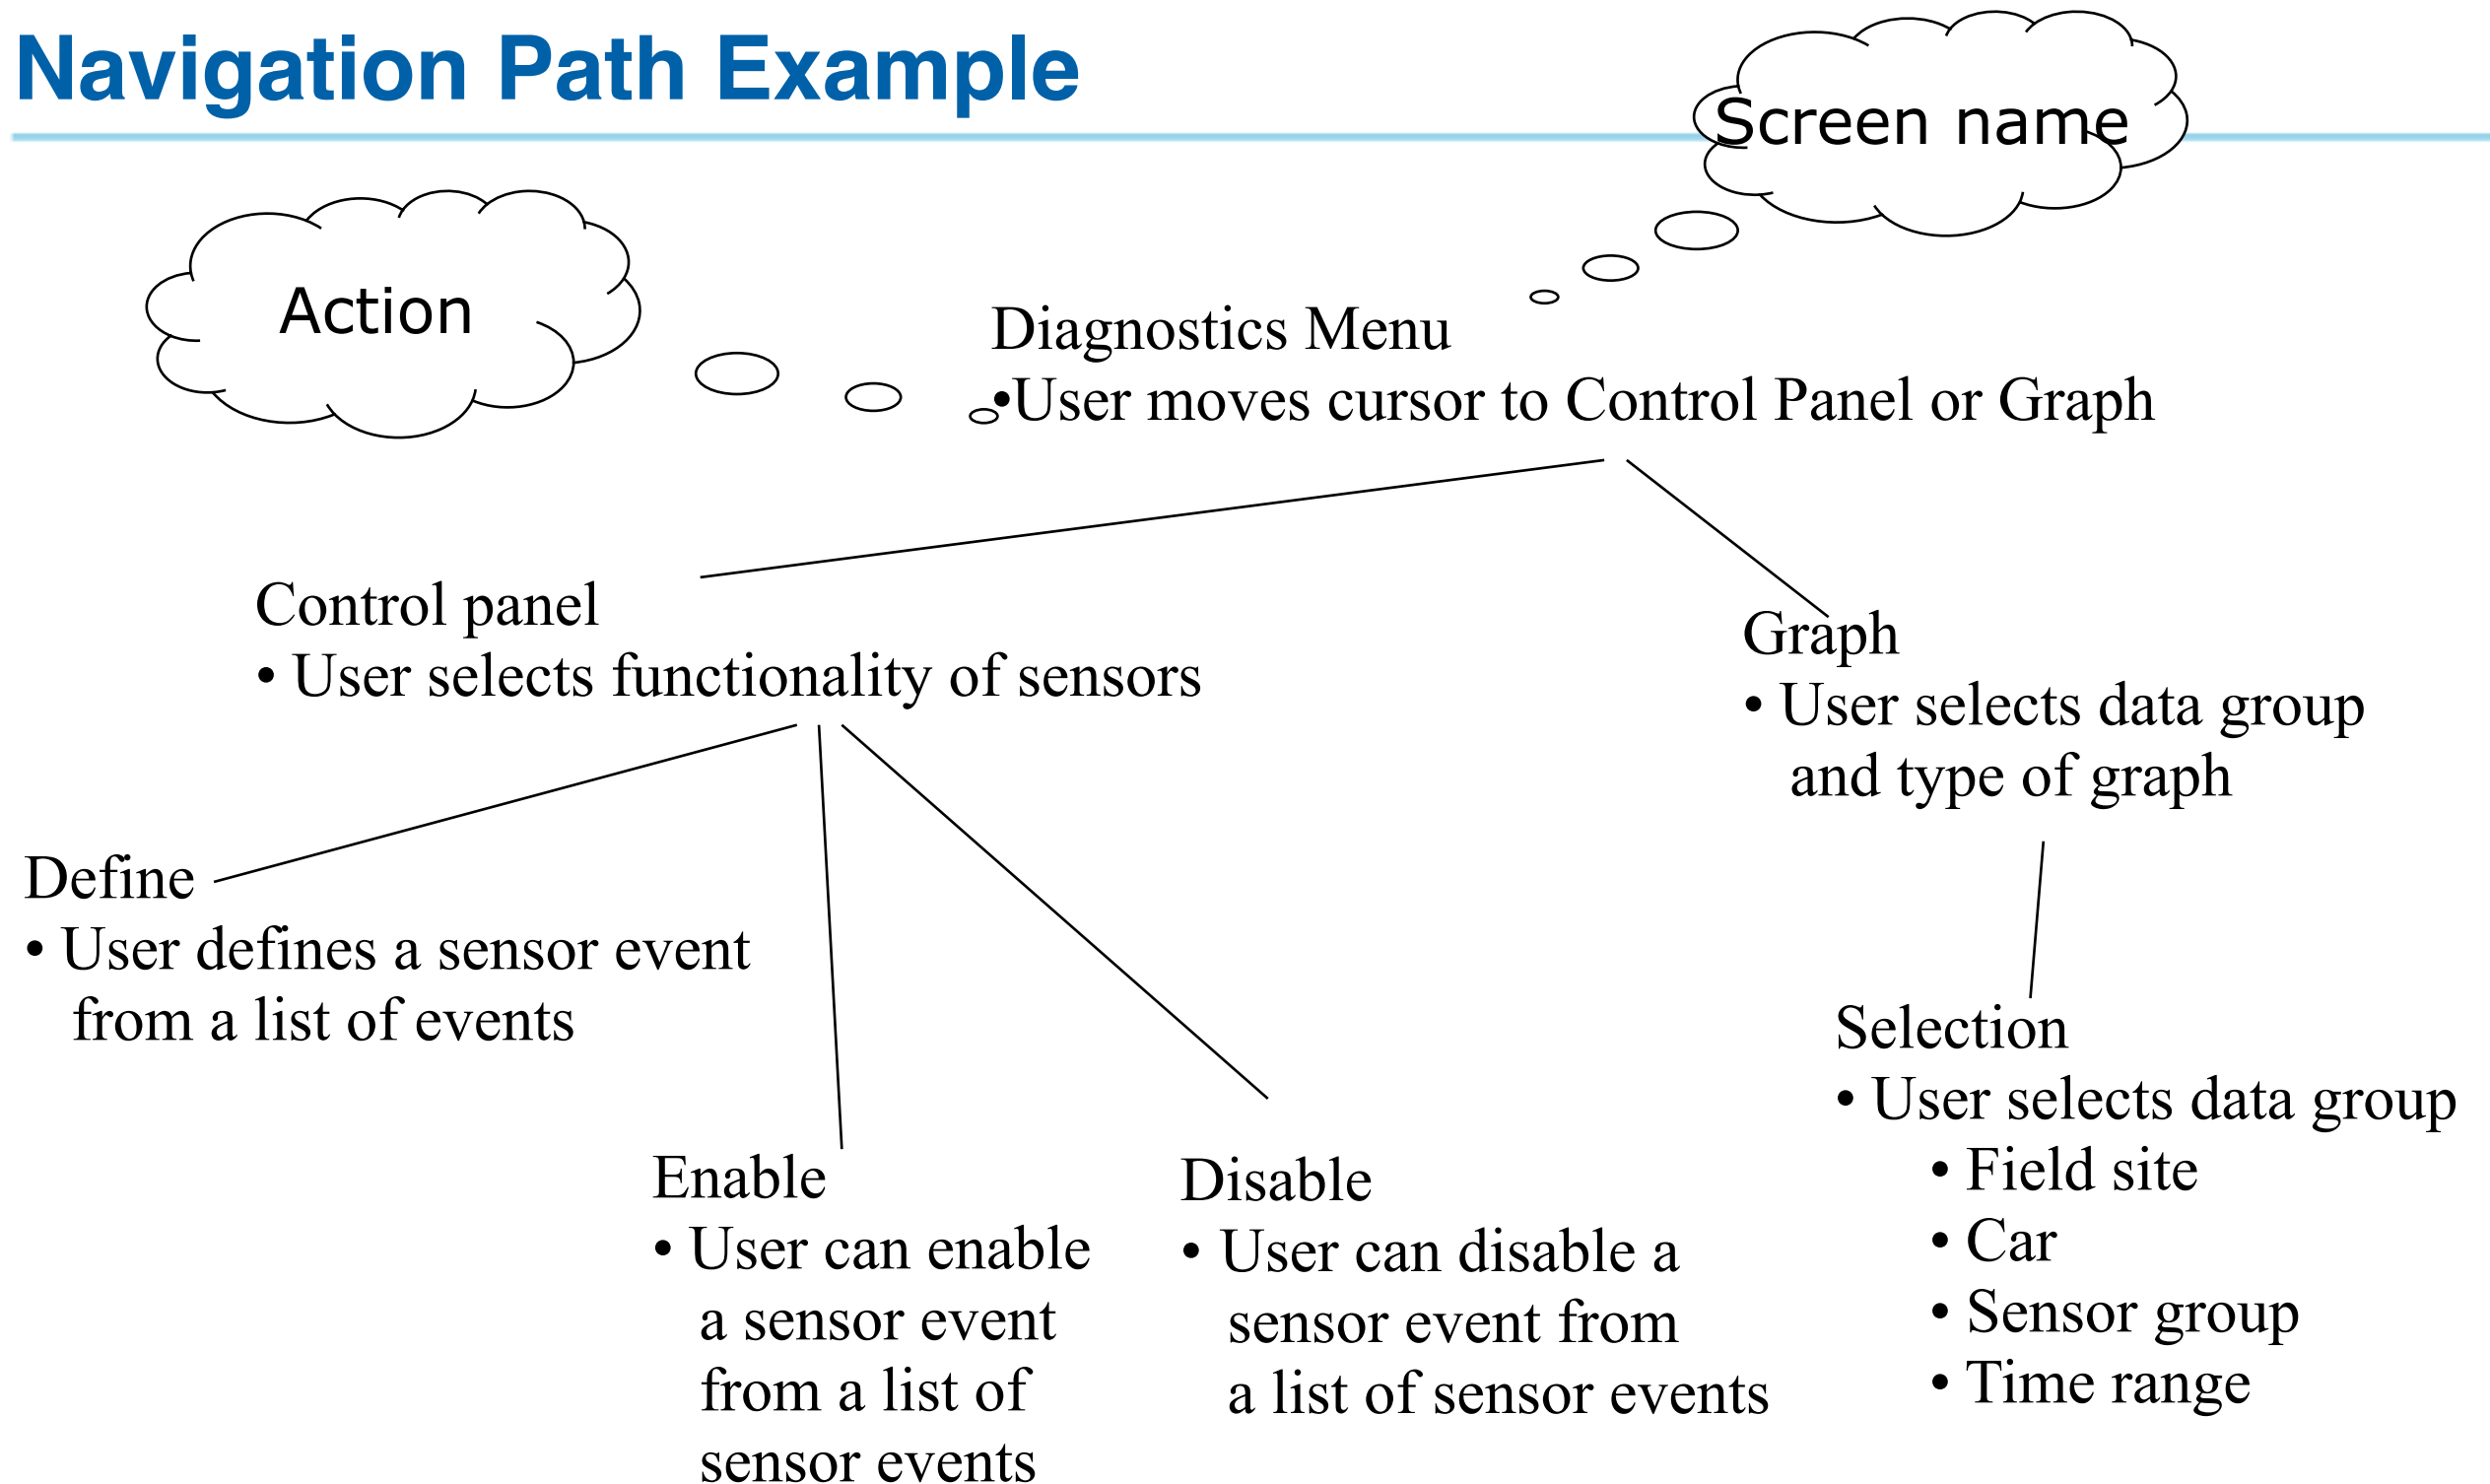 Navigation Path Example
Screen name
Action
Diagnostics Menu
•User moves cursor to Control Panel or Graph
Control panel
• User selects functionality of sensors
Graph
• User selects data group
and type of graph
Define
• User defines a sensor event
from a list of events
Enable
• User can enable
a sensor event
from a list of
sensor events
Disable
• User can disable a
sensor event from
a list of sensor events
Selection
• User selects data group
• Field site
• Car
• Sensor group
• Time range